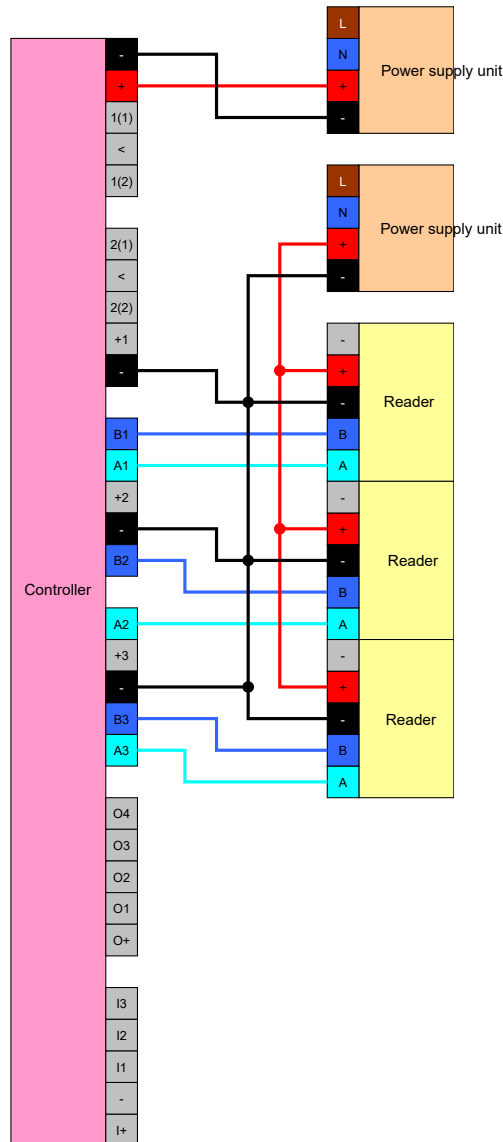 Controller
-
+
1(1)
<
1(2)
2(1)
<
2(2)
+1
-
B1
A1
+2
-
B2
A2
+3
-
B3
A3
O4
O3
O2
O1
O+
I3
I2
I1
-
I+
L
N
+
-
Power supply unit
L
N
+
-
Power supply unit
-
+
-
B
A
Reader
-
+
-
B
A
Reader
-
+
-
B
A
Reader